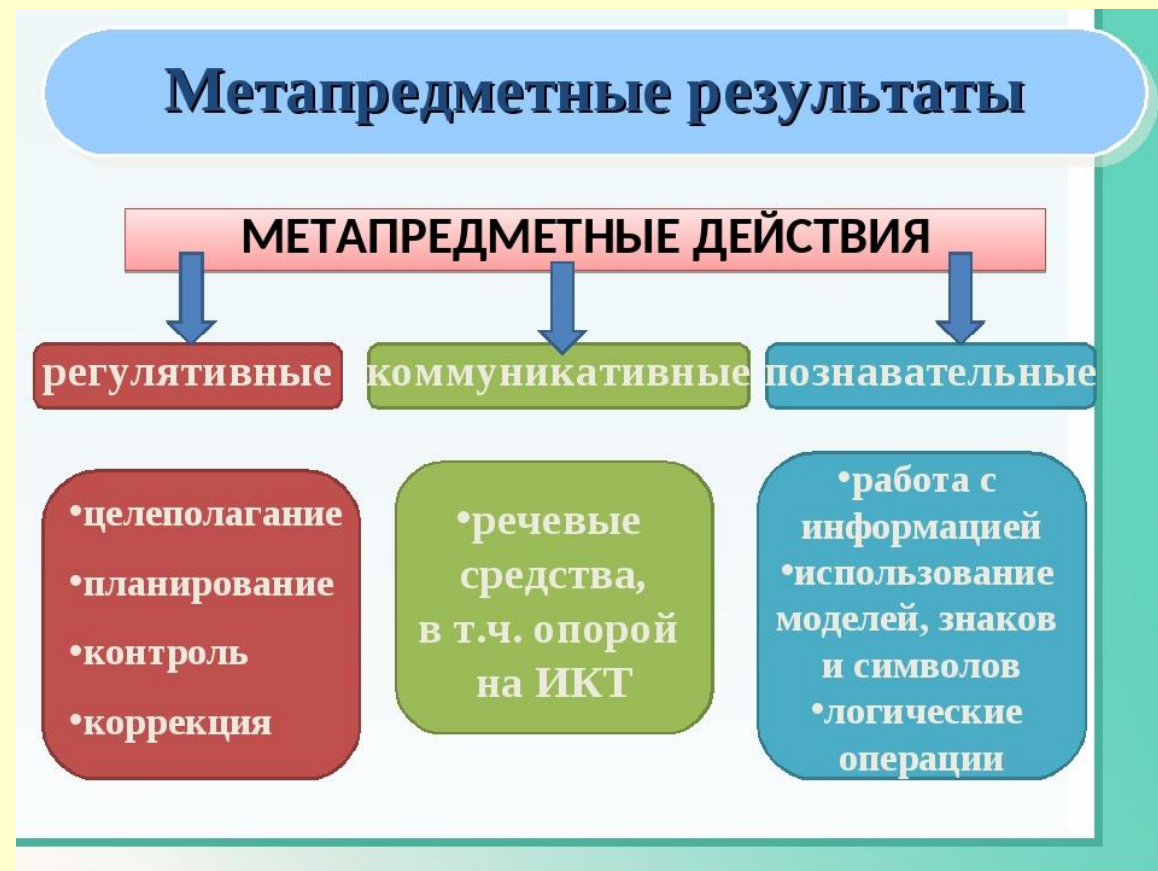 Метапредметные результаты
МЕТАПРЕДМЕТНЫЕ ДЕЙСТВИЯ
регулятивные
коммуникативные
познавательные
•целеполагание
•планирование
•контроль
•коррекция
•речевые
средства,
в т.ч. опорой
на ИКТ
•работа с
информацией
•использование
моделей, знаков
и символов
•логические
операции